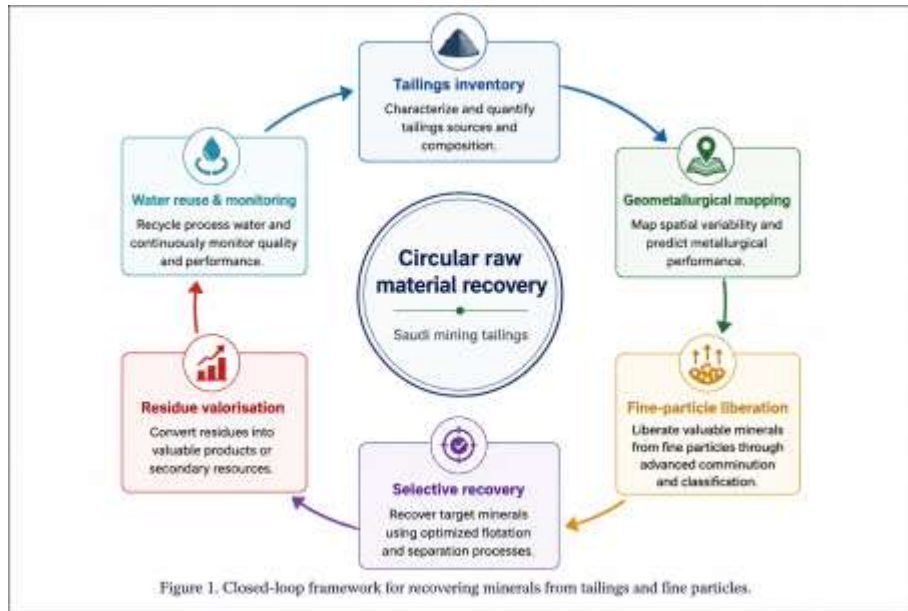 Tailings inventory
Characterize and quantify
tailings sources and
composition.
Geometallurgical mapping
Map spatial variability and
predict metallurgical
performance.
Fine-particle liberation
Liberate valuable minerals
from fine particles through
advanced comminution
and classification.
Selective recovery
Recover target minerals
using optimized flotation
and separation processes.
Residue valorisation
Convert residues into
valuable products or
secondary resources.
Water reuse & monitoring
Recycle process water and
continuously monitor quality
and performance.
Circular raw
material recovery
Saudi mining tailings
Figure 1. Closed-loop framework for recovering minerals from tailings and fine particles.